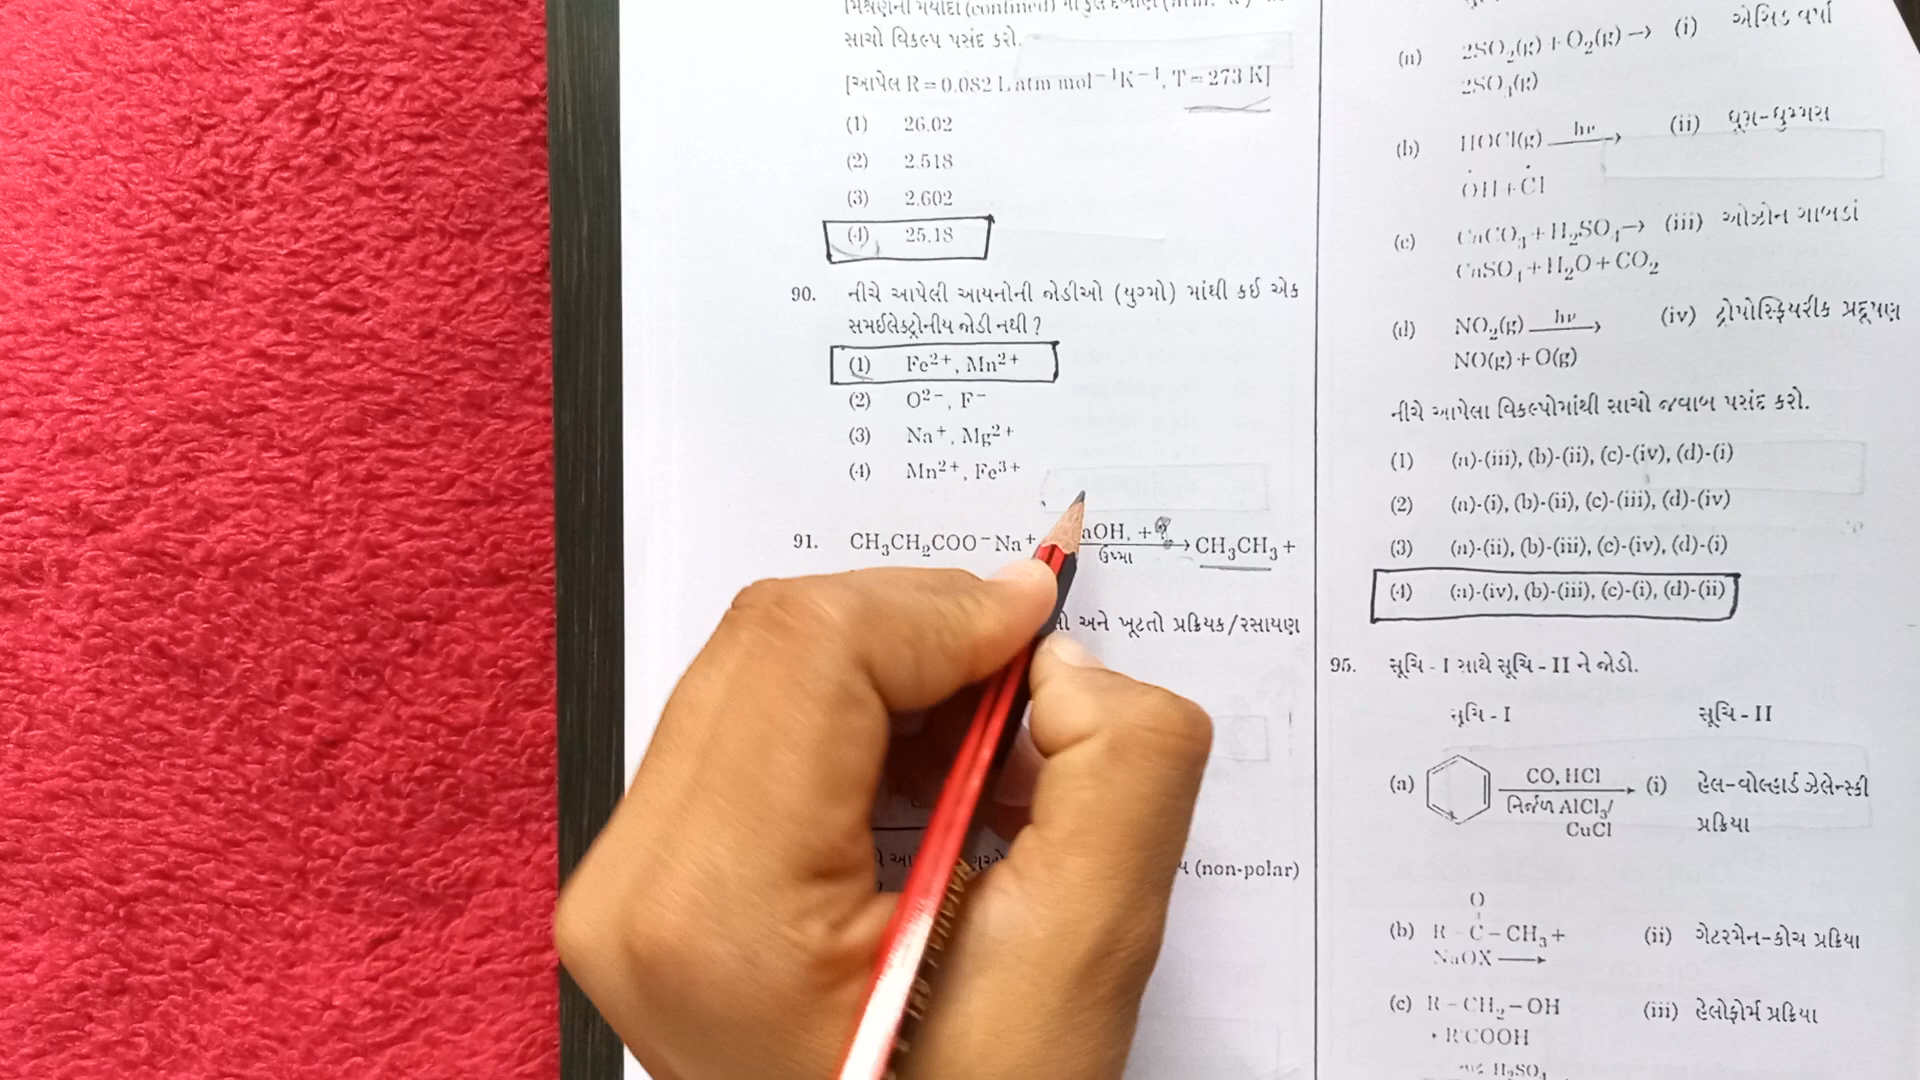 સાચો વિકલ્પ પસંદ કરો.
[આપેલ R = 0.082 L atm mol⁻¹K⁻¹, T = 273 K]
(1) 26.02
(2) 2.518
(3) 2.602
(4) 25.18
90. નીચે આપેલી આયનોની જોડીઓ (યુગ્મો) માંથી કઈ એક
સમઈલેક્ટ્રોનીય જોડી નથી ?
(1) Fe²⁺, Mn²⁺
(2) O²⁻, F⁻
(3) Na⁺, Mg²⁺
(4) Mn²⁺, Fe³⁺
91. CH₃CH₂COO⁻Na⁺ aOH, + → CH₃CH₃ +
ઉષ્મા
અને ખૂટતો પ્રક્રિયક/રસાયણ
(non-polar)
(a) 2SO₂(g) + O₂(g) → (i) એસિડ વર્ષા
2SO₃(g)
(b) HOCl(g) hν → (ii) ધૂમ્ર-ધુમ્મસ
ȮH + Ċl
(c) CaCO₃ + H₂SO₄ → (iii) ઓઝોન ગાબડાં
CaSO₄ + H₂O + CO₂
(d) NO₂(g) hν → (iv) ટ્રોપોસ્ફિયરીક પ્રદૂષણ
NO(g) + O(g)
નીચે આપેલા વિકલ્પોમાંથી સાચો જવાબ પસંદ કરો.
(1) (a)-(iii), (b)-(ii), (c)-(iv), (d)-(i)
(2) (a)-(i), (b)-(ii), (c)-(iii), (d)-(iv)
(3) (a)-(ii), (b)-(iii), (c)-(iv), (d)-(i)
(4) (a)-(iv), (b)-(iii), (c)-(i), (d)-(ii)
95. સૂચિ - I સાથે સૂચિ - II ને જોડો.
સૂચિ - I સૂચિ - II
(a) CO, HCl → (i) હેલ-વોલ્હાર્ડ ઝેલેન્સ્કી
નિર્જળ AlCl₃/ પ્રક્રિયા
CuCl
O
(b) R - C - CH₃ + (ii) ગેટરમેન-કોચ પ્રક્રિયા
NaOX →
(c) R - CH₂ - OH (iii) હેલોફોર્મ પ્રક્રિયા
+ R'COOH
H₂SO₄